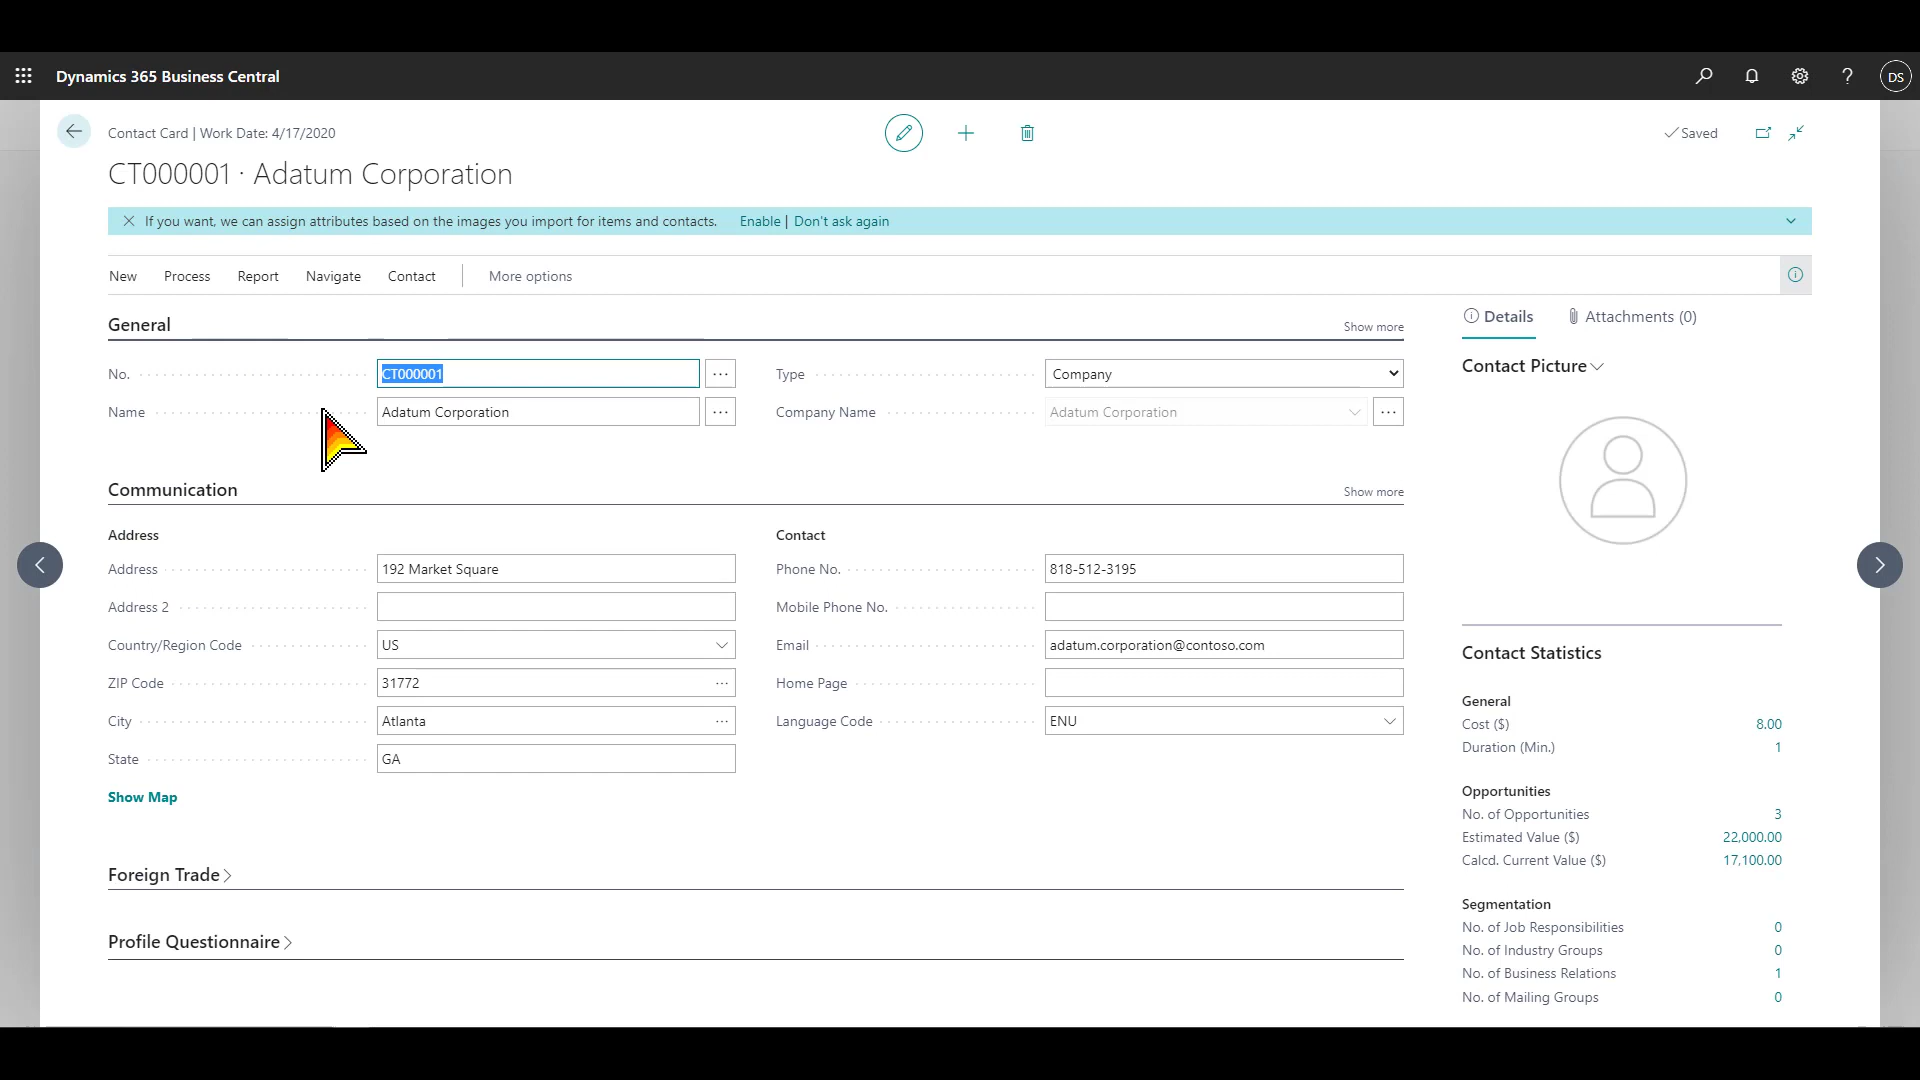 Dynamics 365 Business Central
DS
Contact Card | Work Date: 4/17/2020
Saved
CT000001 · Adatum Corporation
If you want, we can assign attributes based on the images you import for items and contacts. Enable | Don't ask again
New Process Report Navigate Contact | More options
General
Show more
Details
Attachments (0)
No. CT000001 ...
Type Company
Name Adatum Corporation ...
Company Name Adatum Corporation ...
Communication
Show more
Address
Contact
Address 192 Market Square
Phone No. 818-512-3195
Address 2
Mobile Phone No.
Country/Region Code US
Email adatum.corporation@contoso.com
ZIP Code 31772 ...
Home Page
City Atlanta ...
Language Code ENU
State GA
Show Map
Foreign Trade
Profile Questionnaire
Contact Picture
Contact Statistics
General
Cost ($) 8.00
Duration (Min.) 1
Opportunities
No. of Opportunities 3
Estimated Value ($) 22,000.00
Calcd. Current Value ($) 17,100.00
Segmentation
No. of Job Responsibilities 0
No. of Industry Groups 0
No. of Business Relations 1
No. of Mailing Groups 0